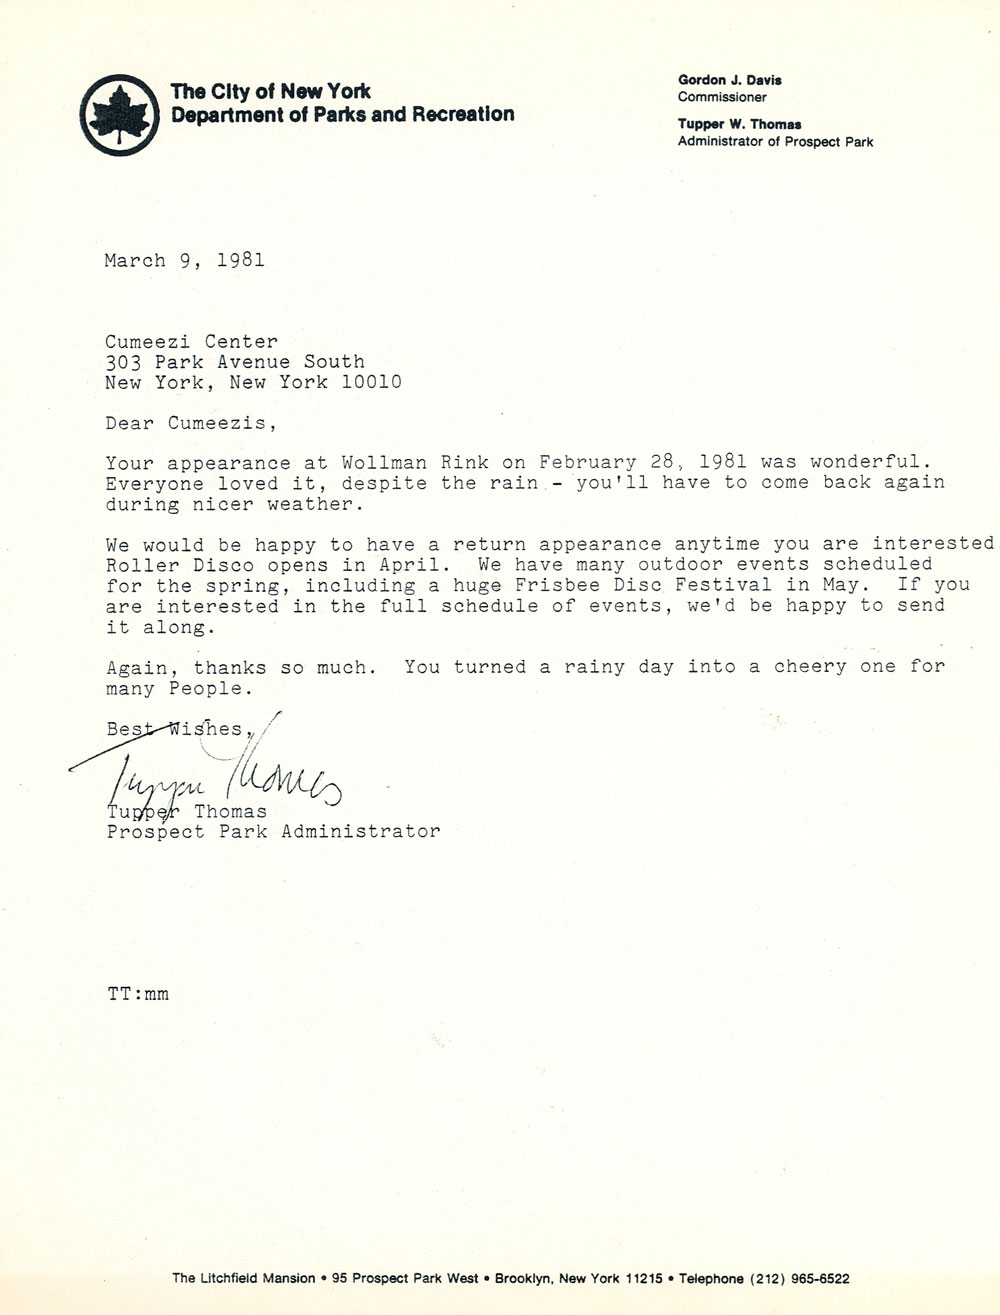 The City of New York
Department of Parks and Recreation
Gordon J. Davis
Commissioner
Tupper W. Thomas
Administrator of Prospect Park
March 9, 1981
Cumeezi Center
303 Park Avenue South
New York, New York 10010
Dear Cumeezis,
Your appearance at Wollman Rink on February 28, 1981 was wonderful.
Everyone loved it, despite the rain - you'll have to come back again
during nicer weather.
We would be happy to have a return appearance anytime you are interested
Roller Disco opens in April. We have many outdoor events scheduled
for the spring, including a huge Frisbee Disc Festival in May. If you
are interested in the full schedule of events, we'd be happy to send
it along.
Again, thanks so much. You turned a rainy day into a cheery one for
many People.
Best Wishes,
Tupper Thomas
Tupper Thomas
Prospect Park Administrator
TT:mm
The Litchfield Mansion • 95 Prospect Park West • Brooklyn, New York 11215 • Telephone (212) 965-6522